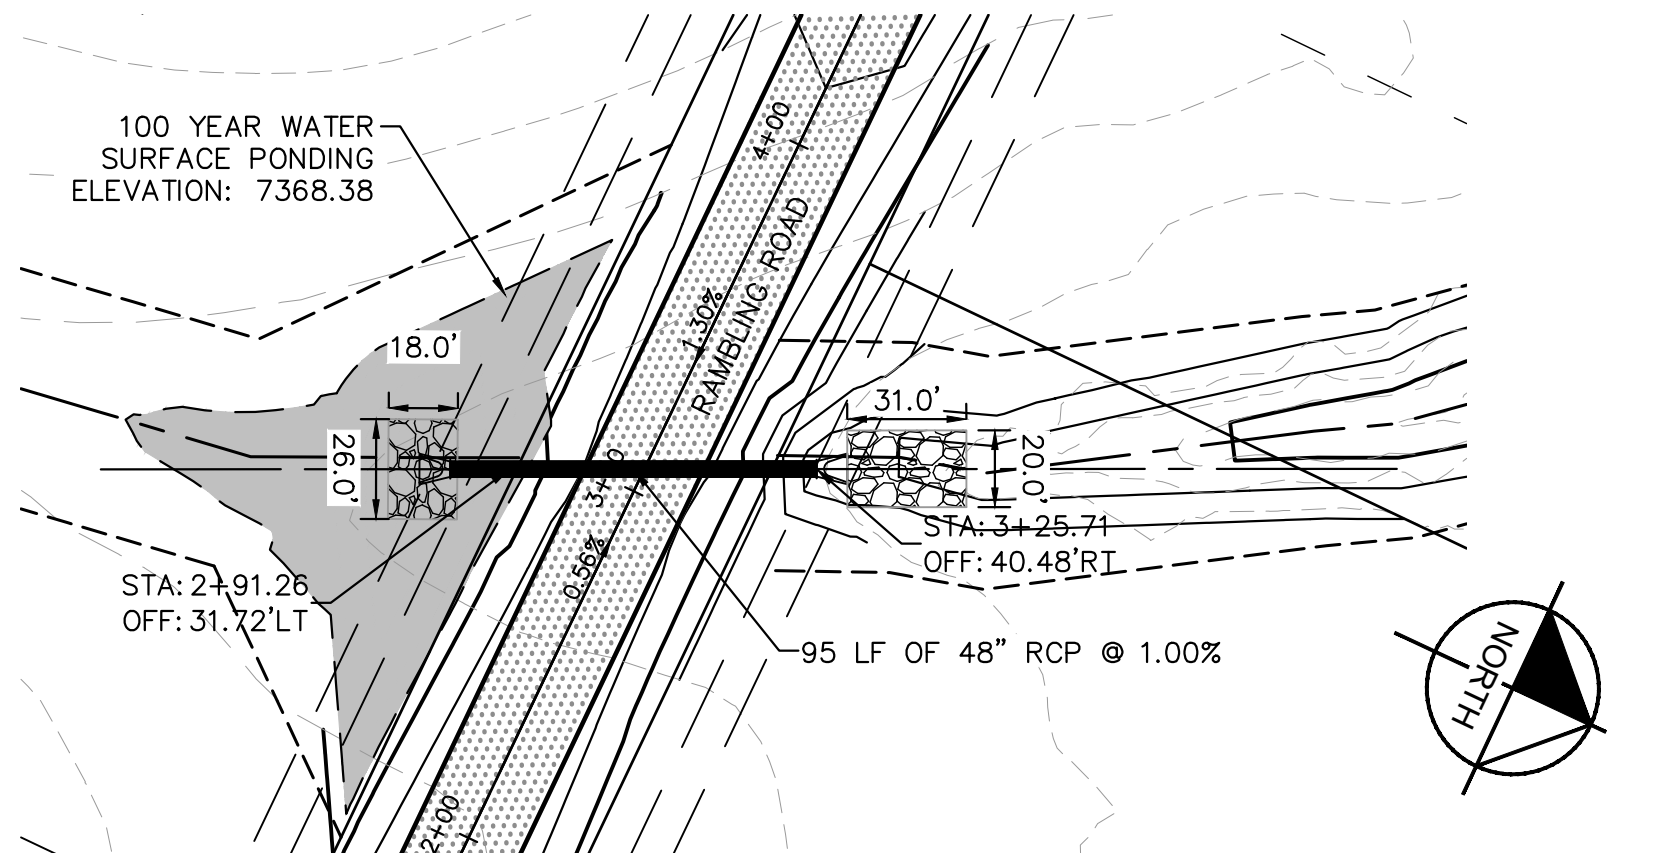 100 YEAR WATER
SURFACE PONDING
ELEVATION: 7368.38
4+00
RAMBLING ROAD
1.30%
18.0'
26.0'
31.0'
20.0'
3+00
0.56%
STA: 3+25.71
OFF: 40.48'RT
STA: 2+91.26
OFF: 31.72'LT
95 LF OF 48" RCP @ 1.00%
NORTH
2+00